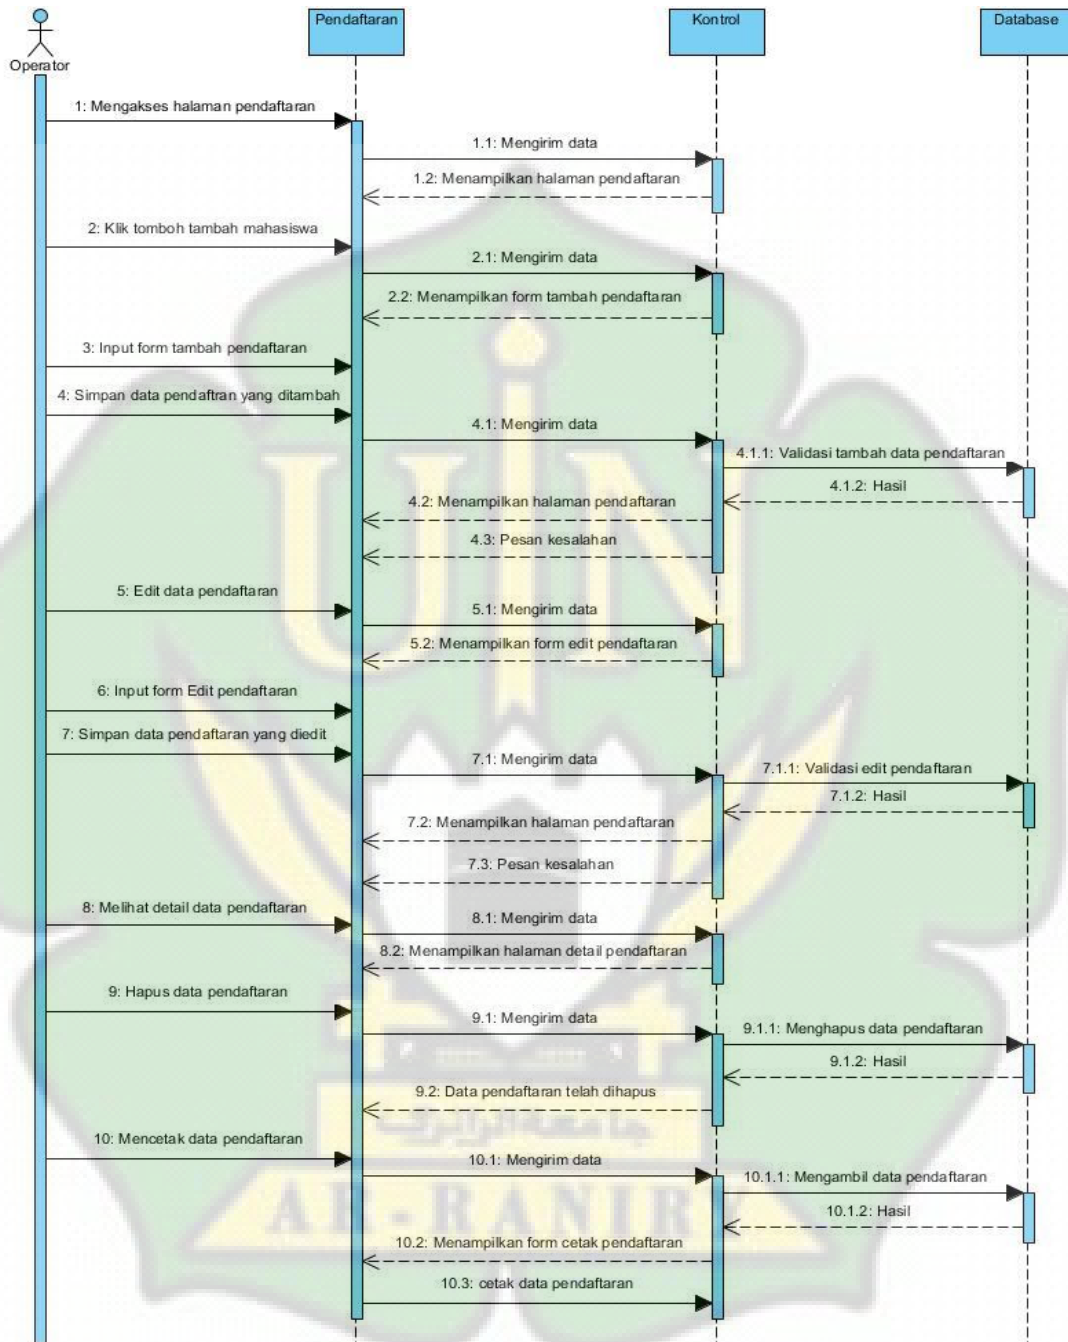 Pendaftaran
Kontrol
Database
Operator
1: Mengakses halaman pendaftaran
1.1: Mengirim data
1.2: Menampilkan halaman pendaftaran
2: Klik tomboh tambah mahasiswa
2.1: Mengirim data
2.2: Menampilkan form tambah pendaftaran
3: Input form tambah pendaftaran
4: Simpan data pendaftran yang ditambah
4.1: Mengirim data
4.1.1: Validasi tambah data pendaftaran
4.1.2: Hasil
4.2: Menampilkan halaman pendaftaran
4.3: Pesan kesalahan
5: Edit data pendaftaran
5.1: Mengirim data
5.2: Menampilkan form edit pendaftaran
6: Input form Edit pendaftaran
7: Simpan data pendaftaran yang diedit
7.1: Mengirim data
7.1.1: Validasi edit pendaftaran
7.1.2: Hasil
7.2: Menampilkan halaman pendaftaran
7.3: Pesan kesalahan
8: Melihat detail data pendaftaran
8.1: Mengirim data
8.2: Menampilkan halaman detail pendaftaran
9: Hapus data pendaftaran
9.1: Mengirim data
9.1.1: Menghapus data pendaftaran
9.1.2: Hasil
9.2: Data pendaftaran telah dihapus
10: Mencetak data pendaftaran
10.1: Mengirim data
10.1.1: Mengambil data pendaftaran
10.1.2: Hasil
10.2: Menampilkan form cetak pendaftaran
10.3: cetak data pendaftaran
UIN
جامعة الرانري
AR-RANIRY